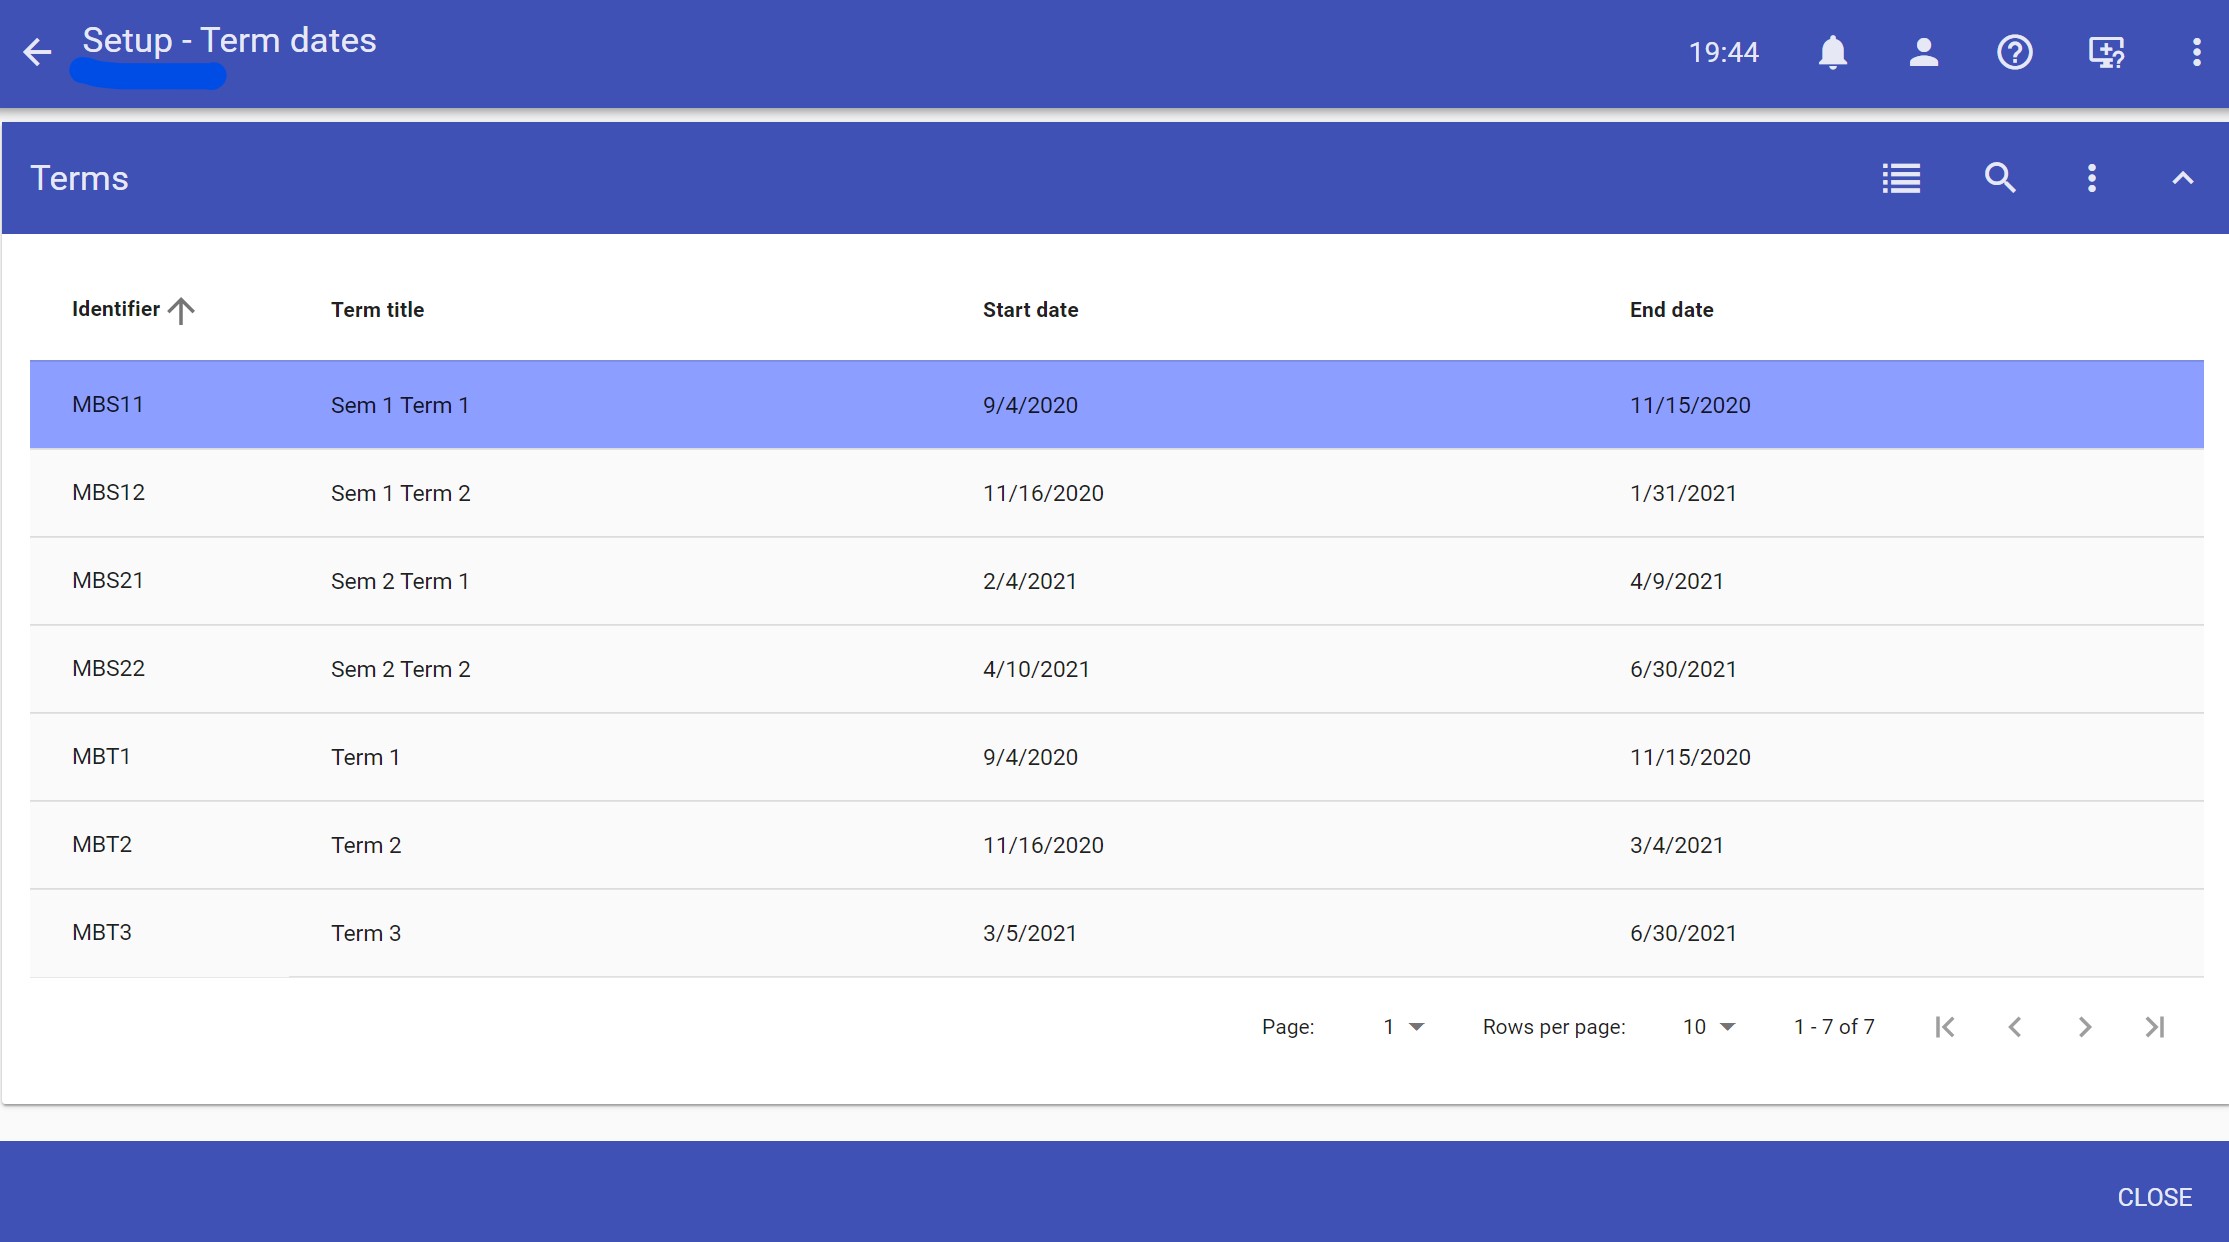 Setup - Term dates
19:44
Terms
Identifier Term title Start date End date
MBS11 Sem 1 Term 1 9/4/2020 11/15/2020
MBS12 Sem 1 Term 2 11/16/2020 1/31/2021
MBS21 Sem 2 Term 1 2/4/2021 4/9/2021
MBS22 Sem 2 Term 2 4/10/2021 6/30/2021
MBT1 Term 1 9/4/2020 11/15/2020
MBT2 Term 2 11/16/2020 3/4/2021
MBT3 Term 3 3/5/2021 6/30/2021
Page: 1 Rows per page: 10 1 - 7 of 7
CLOSE